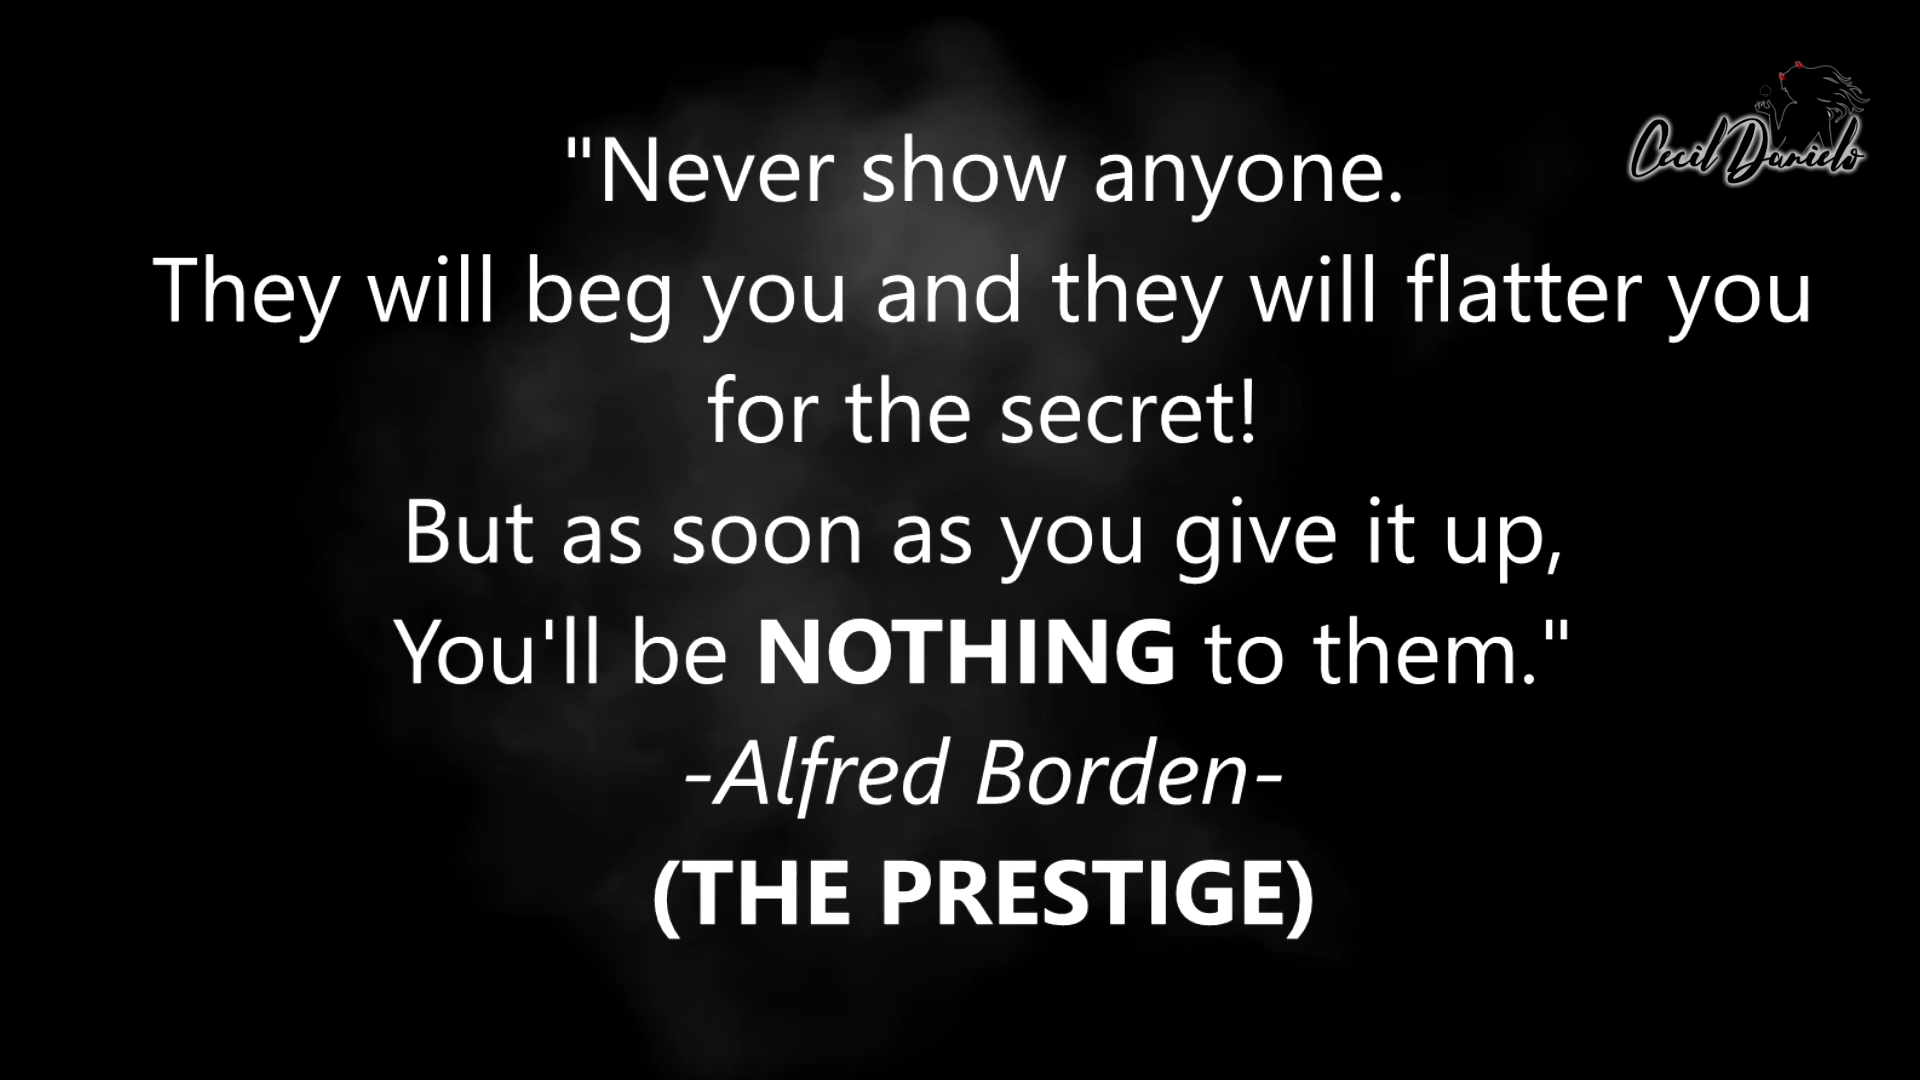 "Never show anyone.
They will beg you and they will flatter you
for the secret!
But as soon as you give it up,
You'll be NOTHING to them."
-Alfred Borden-
(THE PRESTIGE)
Cecil Danielo